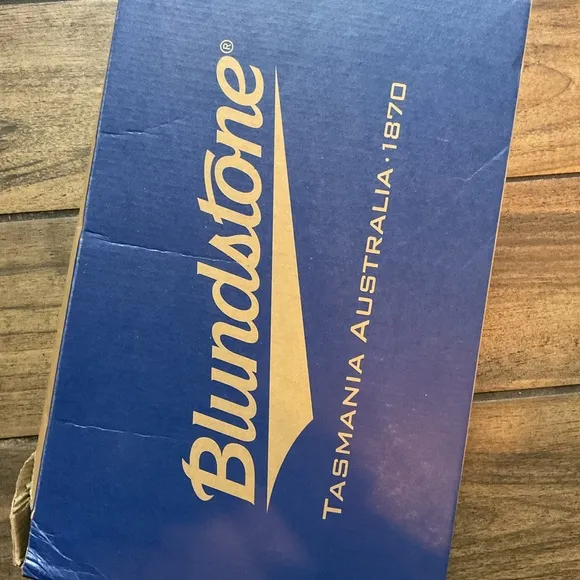 Blundstone®
TASMANIA AUSTRALIA · 1870